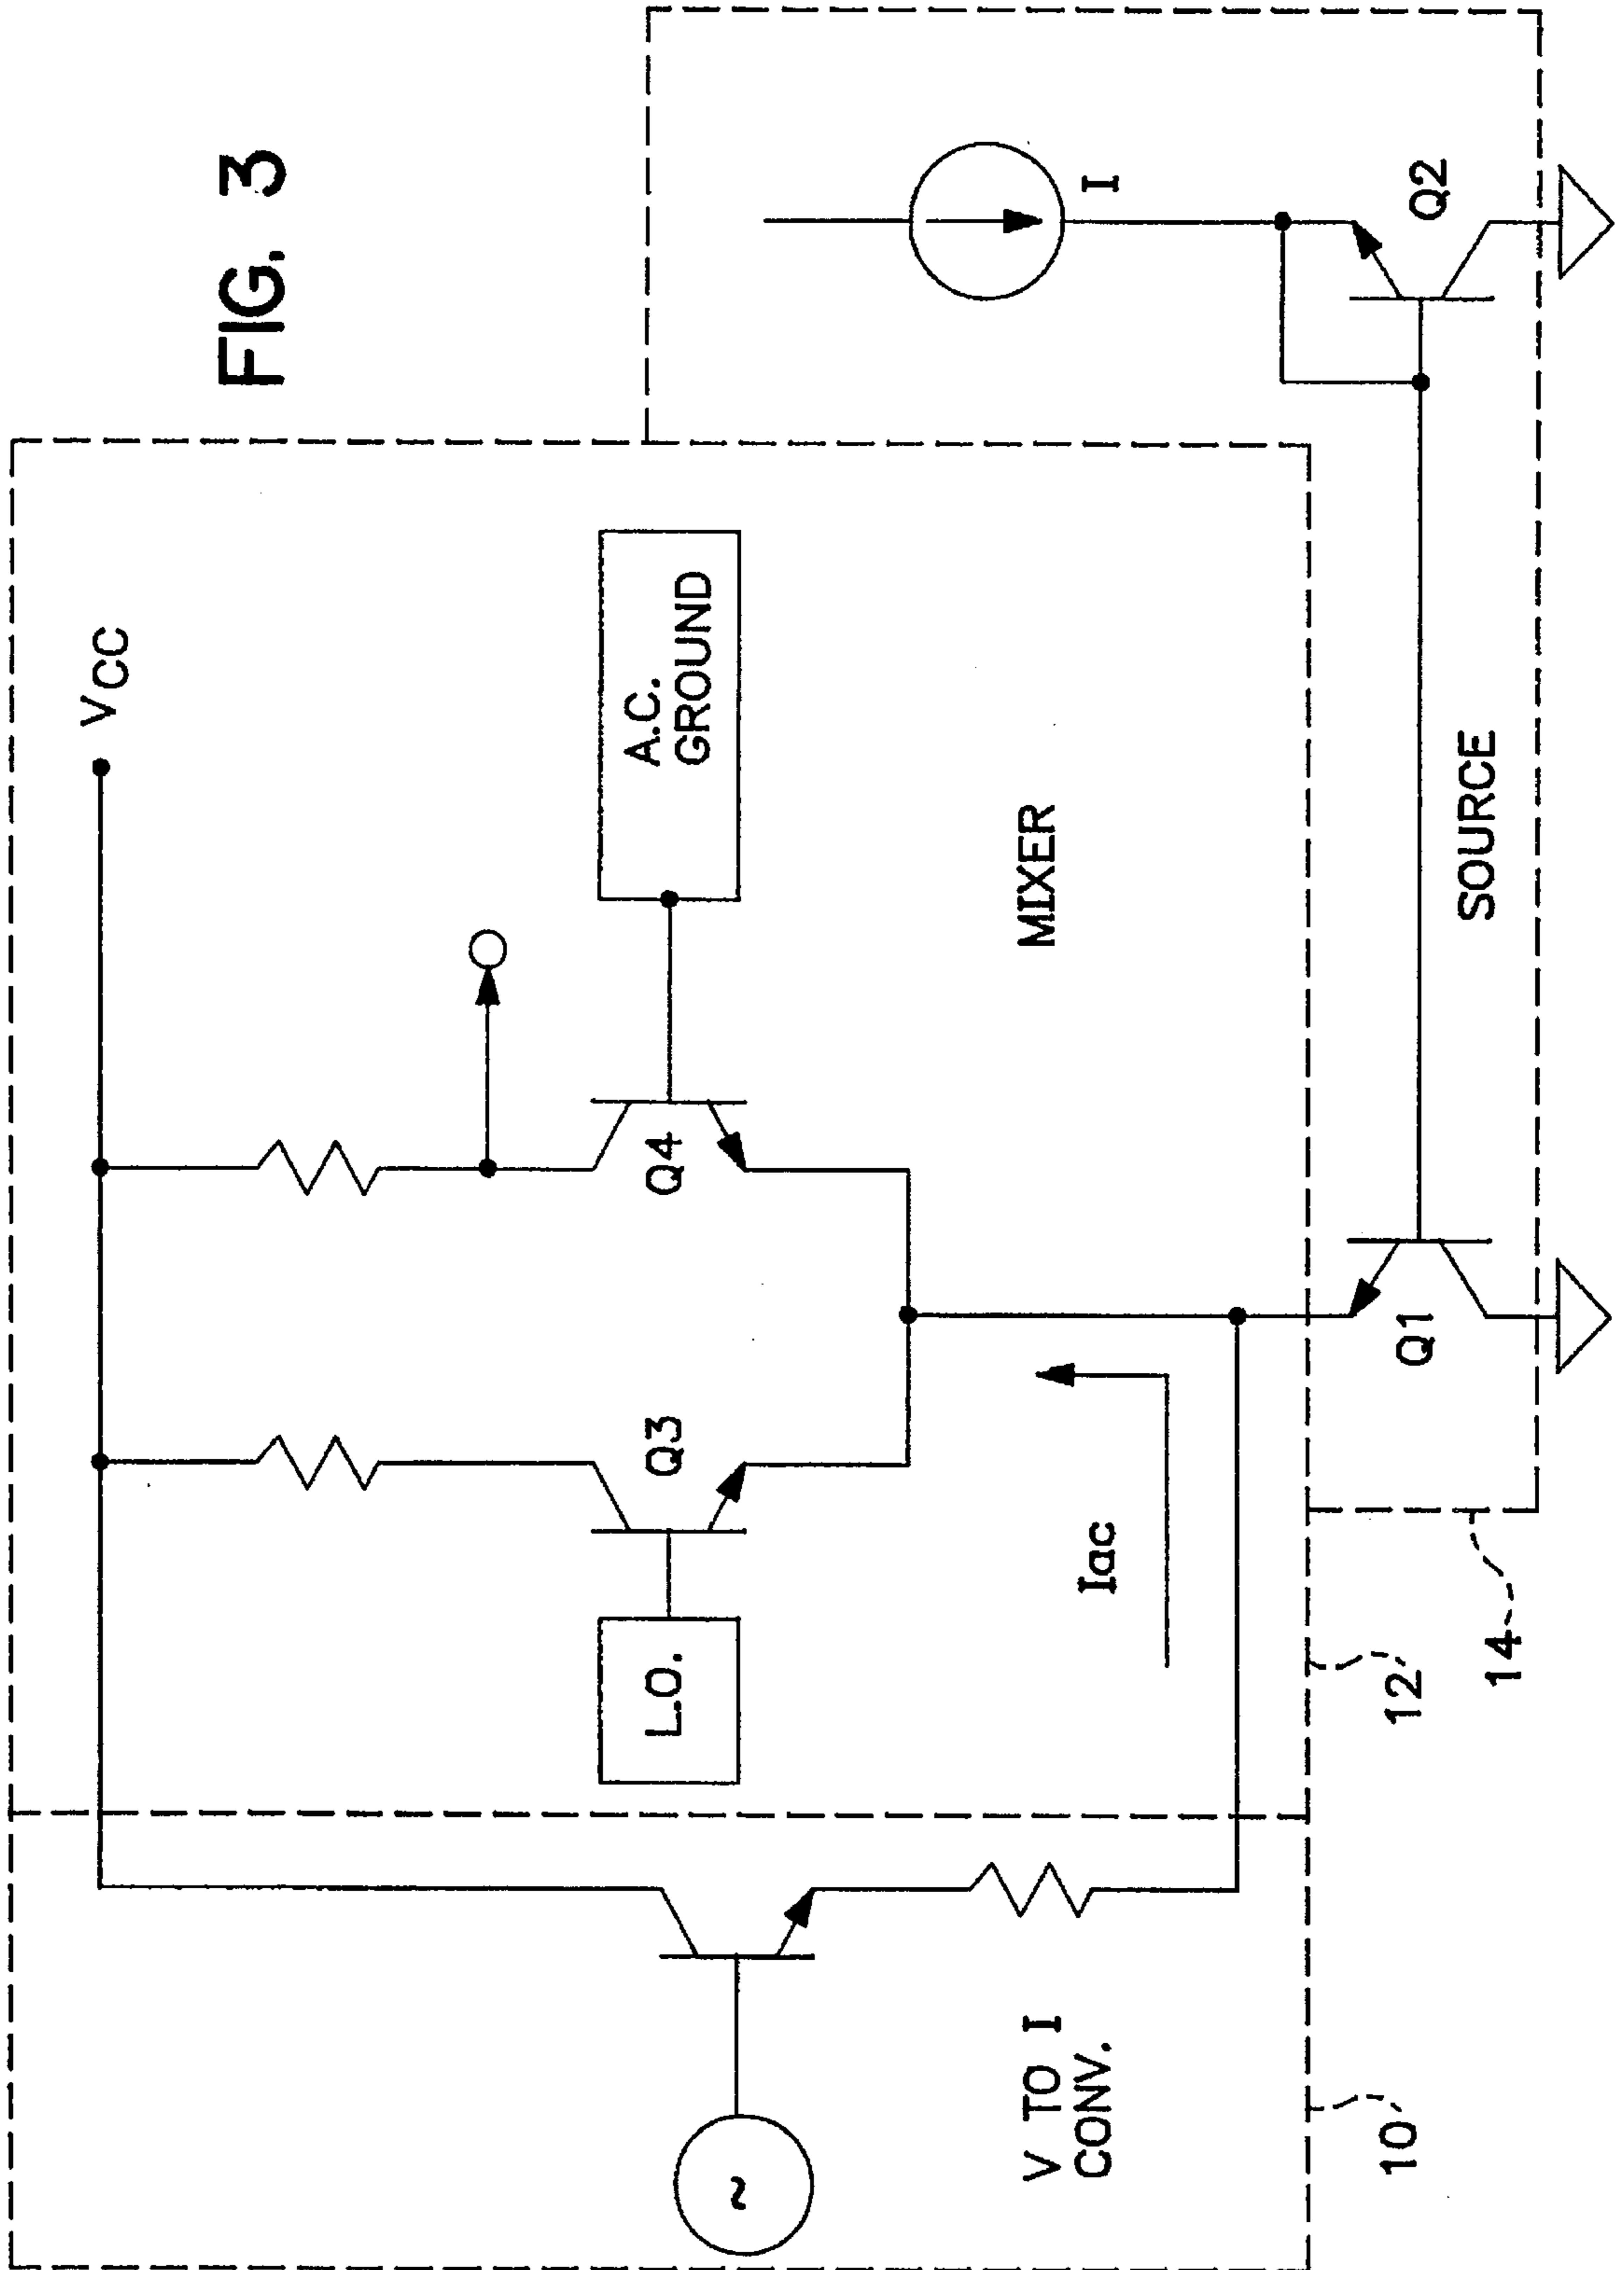 FIG. 3
VCC
A.C.
GROUND
Q4
Q3
L.O.
MIXER
Iac
I
Q2
SOURCE
Q1
V TO I
CONV.
10
12
14
~